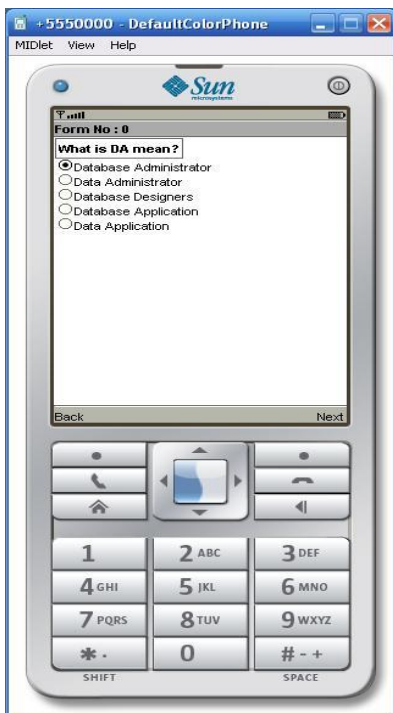 +5550000 - DefaultColorPhone
MIDlet View Help
Sun
microsystems
Form No : 0
What is DA mean?
Database Administrator
Data Administrator
Database Designers
Database Application
Data Application
Back Next
1 2 ABC 3 DEF
4 GHI 5 JKL 6 MNO
7 PQRS 8 TUV 9 WXYZ
* . 0 # - +
SHIFT SPACE